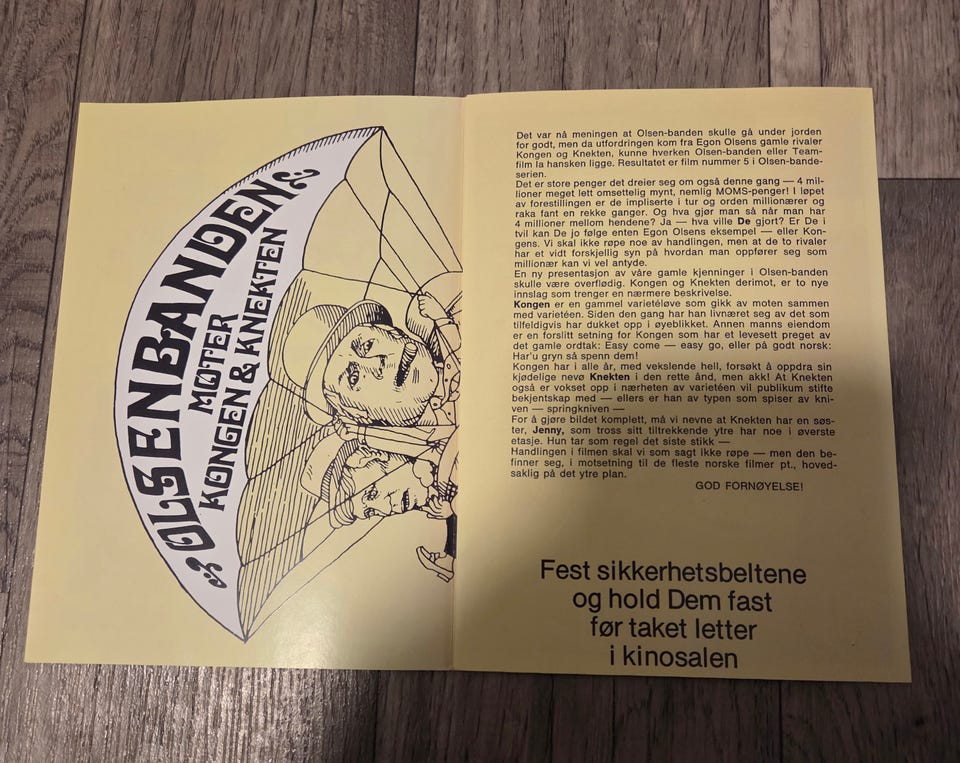 OLSENBANDEN
MØTER
KONGEN & KNEKTEN
Det var nå meningen at Olsen-banden skulle gå under jorden
for godt, men da utfordringen kom fra Egon Olsens gamle rivaler
Kongen og Knekten, kunne hverken Olsen-banden eller Team-
film la hansken ligge. Resultatet er film nummer 5 i Olsen-bande-
serien.
Det er store penger det dreier seg om også denne gang — 4 mil-
lioner meget lett omsettelig mynt, nemlig MOMS-penger! I løpet
av forestillingen er de impliserte i tur og orden millionærer og
raka fant en rekke ganger. Og hva gjør man så når man har
4 millioner mellom hendene? Ja — hva ville De gjort? Er De i
tvil kan De jo følge enten Egon Olsens eksempel — eller Kon-
gens. Vi skal ikke røpe noe av handlingen, men at de to rivaler
har et vidt forskjellig syn på hvordan man oppfører seg som
millionær kan vi vel antyde.
En ny presentasjon av våre gamle kjenninger i Olsen-banden
skulle være overflødig. Kongen og Knekten derimot, er to nye
innslag som trenger en nærmere beskrivelse.
Kongen er en gammel varietéløve som gikk av moten sammen
med varietéen. Siden den gang har han livnæret seg av det som
tilfeldigvis har dukket opp i øyeblikket. Annen manns eiendom
er en forslitt setning for Kongen som har et levesett preget av
det gamle ordtak: Easy come — easy go, eller på godt norsk:
Har'u gryn så spenn dem!
Kongen har i alle år, med vekslende hell, forsøkt å oppdra sin
kjødelige nevø Knekten i den rette ånd, men akk! At Knekten
også er vokset opp i nærheten av varietéen vil publikum stifte
bekjentskap med — ellers er han av typen som spiser av kni-
ven — springkniven —
For å gjøre bildet komplett, må vi nevne at Knekten har en søs-
ter, Jenny, som tross sitt tiltrekkende ytre har noe i øverste
etasje. Hun tar som regel det siste stikk —
Handlingen i filmen skal vi som sagt ikke røpe — men den be-
finner seg, i motsetning til de fleste norske filmer pt., hoved-
saklig på det ytre plan.
GOD FORNØYELSE!
Fest sikkerhetsbeltene
og hold Dem fast
før taket letter
i kinosalen